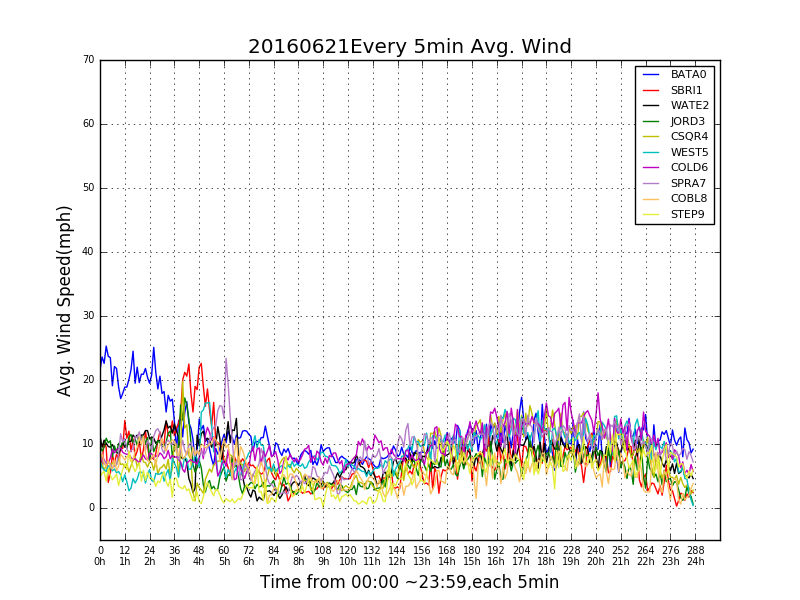 20160621Every 5min Avg. Wind
Avg. Wind Speed(mph)
70
60
50
40
30
20
10
0
BATA0
SBRI1
WATE2
JORD3
CSQR4
WEST5
COLD6
SPRA7
COBL8
STEP9
0 12 24 36 48 60 72 84 96 108 120 132 144 156 168 180 192 204 216 228 240 252 264 276 288
0h 1h 2h 3h 4h 5h 6h 7h 8h 9h 10h 11h 12h 13h 14h 15h 16h 17h 18h 19h 20h 21h 22h 23h 24h
Time from 00:00 ~23:59,each 5min